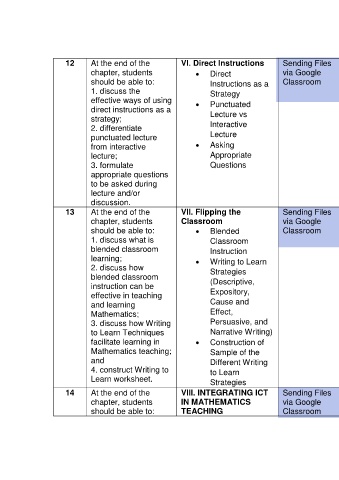 12
At the end of the
chapter, students
should be able to:
1. discuss the
effective ways of using
direct instructions as a
strategy;
2. differentiate
punctuated lecture
from interactive
lecture;
3. formulate
appropriate questions
to be asked during
lecture and/or
discussion.
VI. Direct Instructions
• Direct
Instructions as a
Strategy
• Punctuated
Lecture vs
Interactive
Lecture
• Asking
Appropriate
Questions
Sending Files
via Google
Classroom
13
At the end of the
chapter, students
should be able to:
1. discuss what is
blended classroom
learning;
2. discuss how
blended classroom
instruction can be
effective in teaching
and learning
Mathematics;
3. discuss how Writing
to Learn Techniques
facilitate learning in
Mathematics teaching;
and
4. construct Writing to
Learn worksheet.
VII. Flipping the
Classroom
• Blended
Classroom
Instruction
• Writing to Learn
Strategies
(Descriptive,
Expository,
Cause and
Effect,
Persuasive, and
Narrative Writing)
• Construction of
Sample of the
Different Writing
to Learn
Strategies
Sending Files
via Google
Classroom
14
At the end of the
chapter, students
should be able to:
VIII. INTEGRATING ICT
IN MATHEMATICS
TEACHING
Sending Files
via Google
Classroom